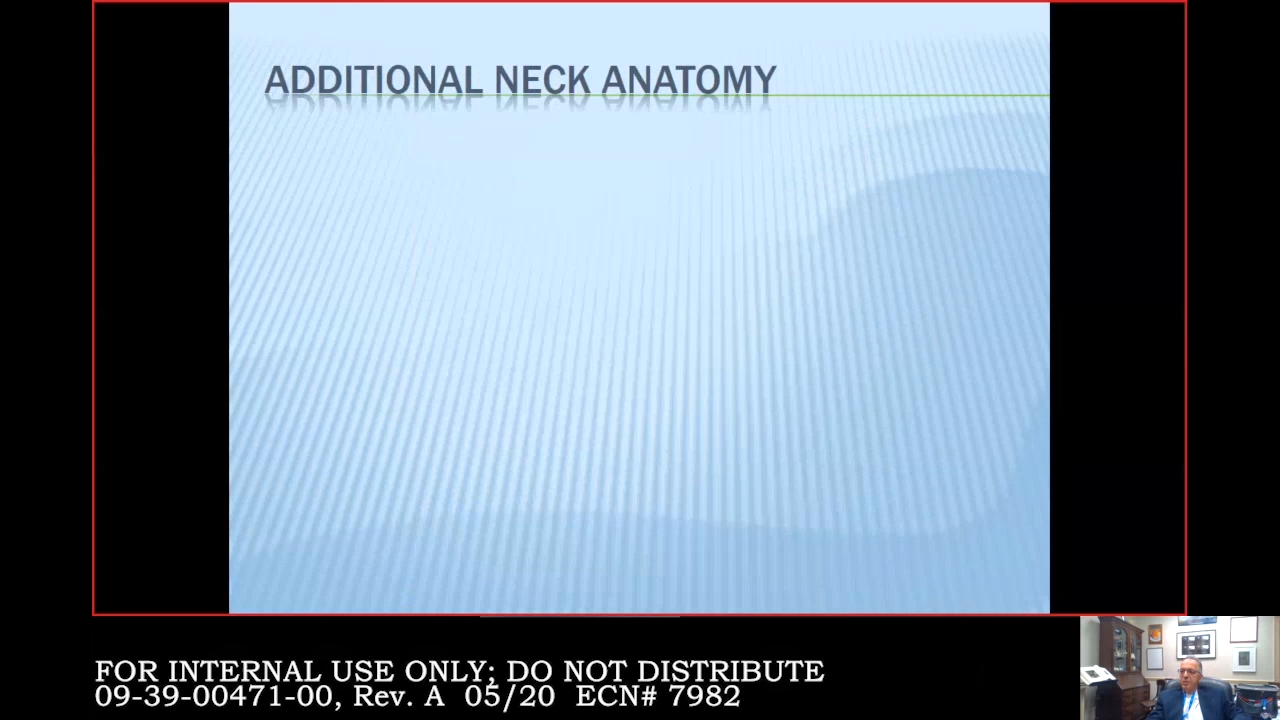 ADDITIONAL NECK ANATOMY
FOR INTERNAL USE ONLY; DO NOT DISTRIBUTE
09-39-00471-00, Rev. A 05/20 ECN# 7982